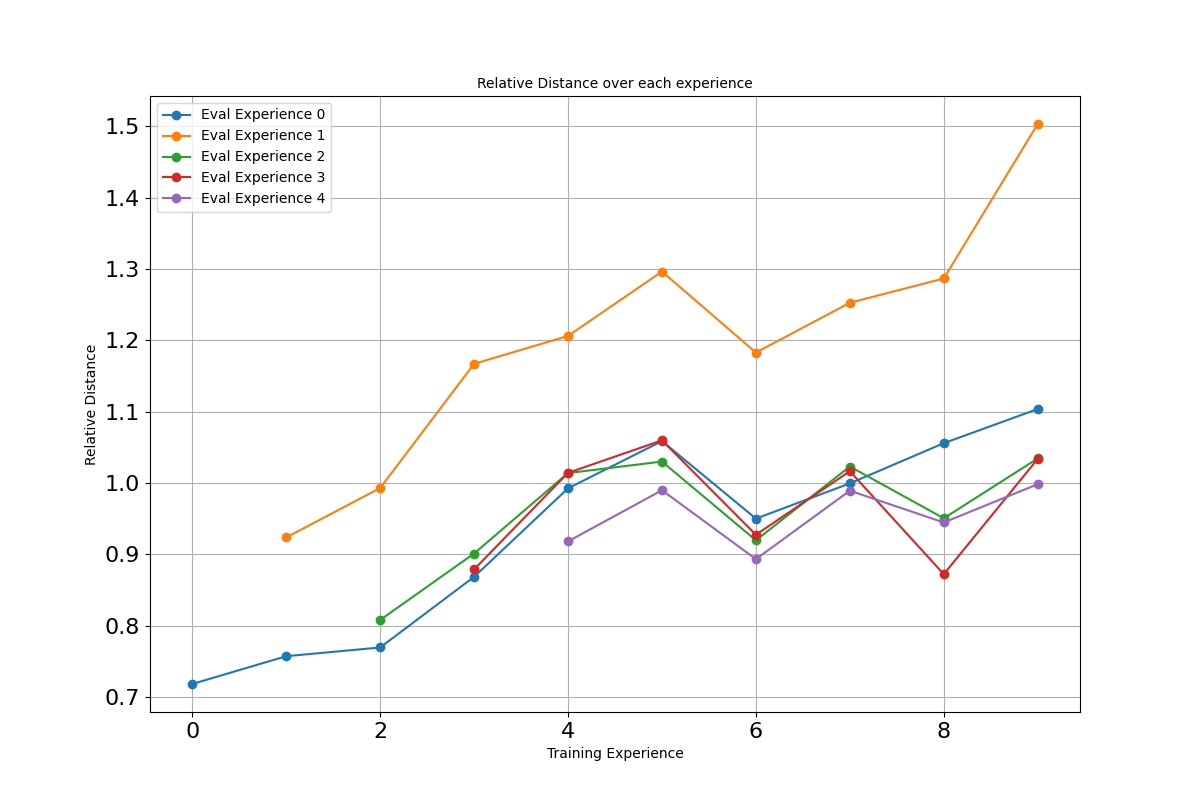 Relative Distance over each experience
Eval Experience 0
Eval Experience 1
Eval Experience 2
Eval Experience 3
Eval Experience 4
1.5
1.4
1.3
1.2
1.1
1.0
0.9
0.8
0.7
Relative Distance
0 2 4 6 8
Training Experience